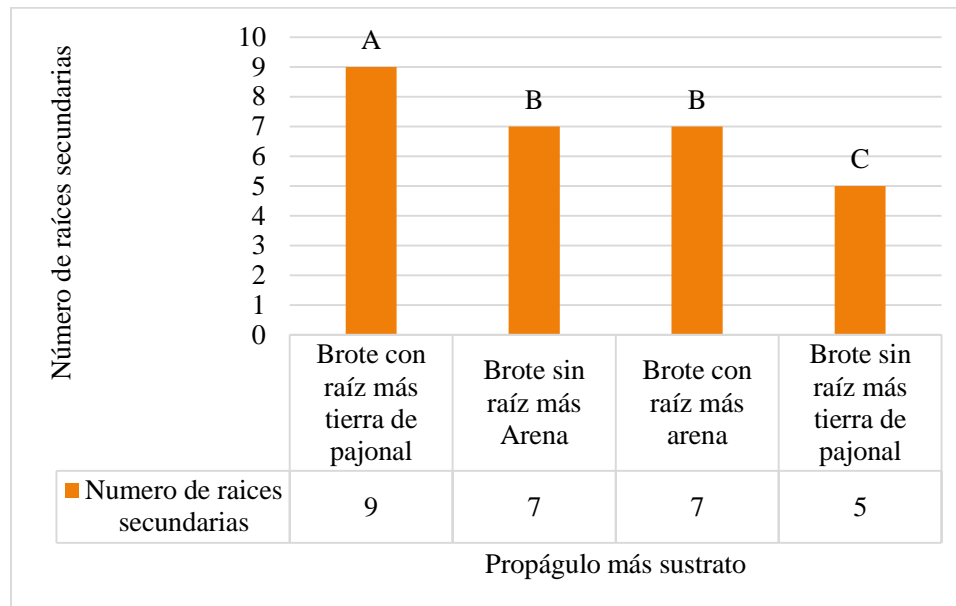 Número de raíces secundarias
10
9
8
7
6
5
4
3
2
1
0
A
B
B
C
Brote con
raíz más
tierra de
pajonal
Brote sin
raíz más
Arena
Brote con
raíz más
arena
Brote sin
raíz más
tierra de
pajonal
Numero de raices
secundarias
9
7
7
5
Propágulo más sustrato